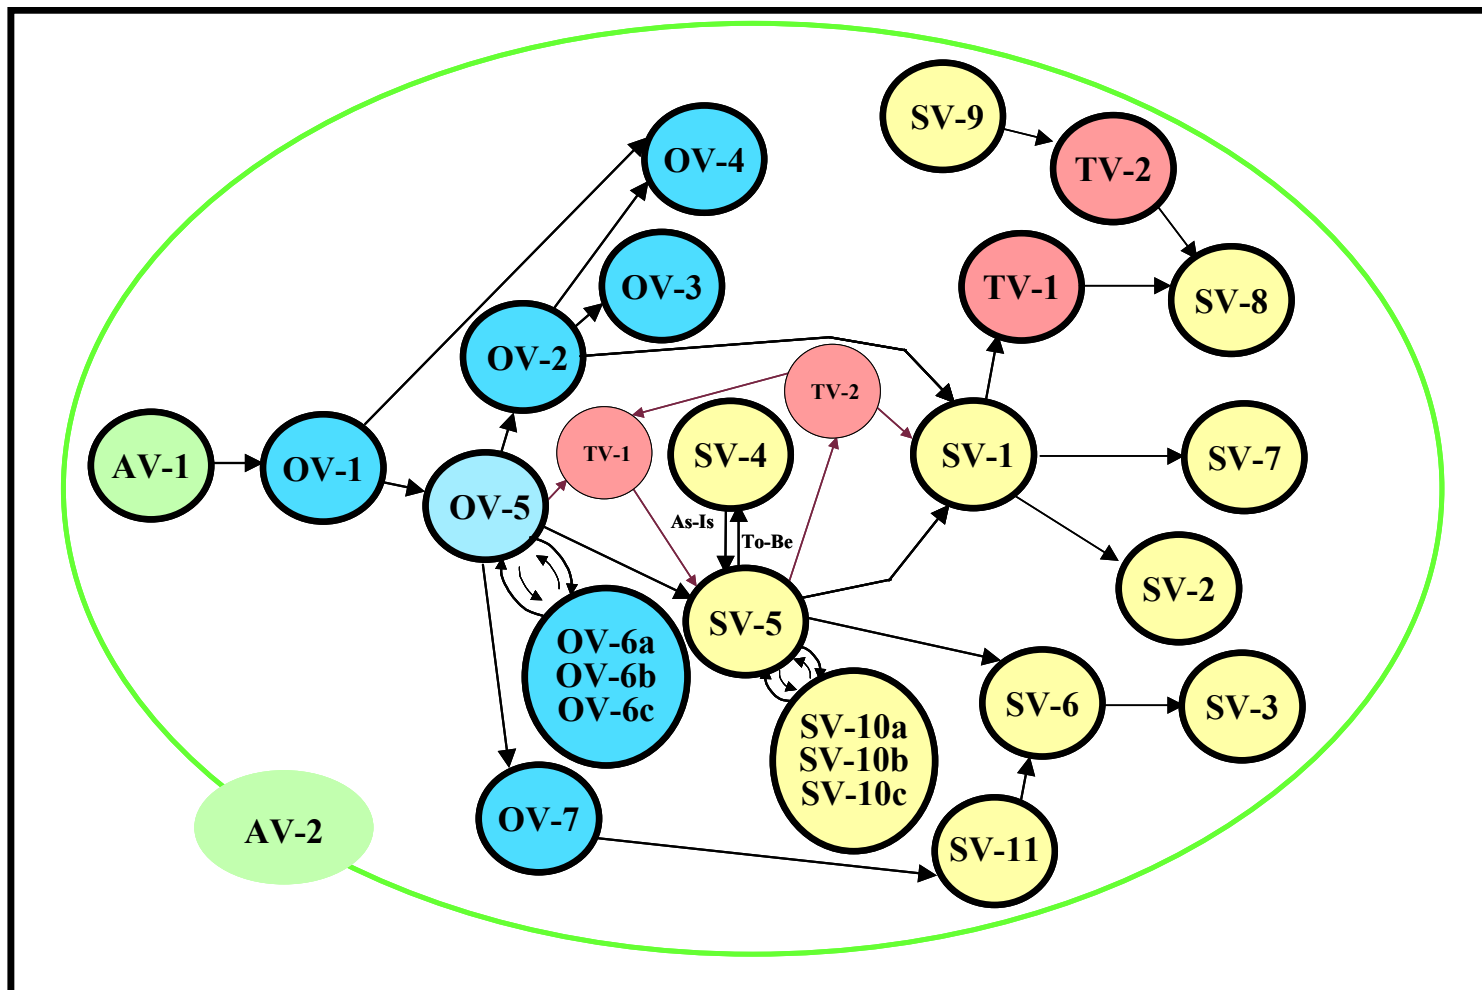 SV-9
OV-4
TV-2
OV-3
TV-1
SV-8
OV-2
TV-2
AV-1
OV-1
TV-1
SV-4
SV-1
SV-7
OV-5
As-Is
To-Be
SV-2
SV-5
OV-6a
OV-6b
OV-6c
SV-6
SV-3
SV-10a
SV-10b
SV-10c
OV-7
AV-2
SV-11